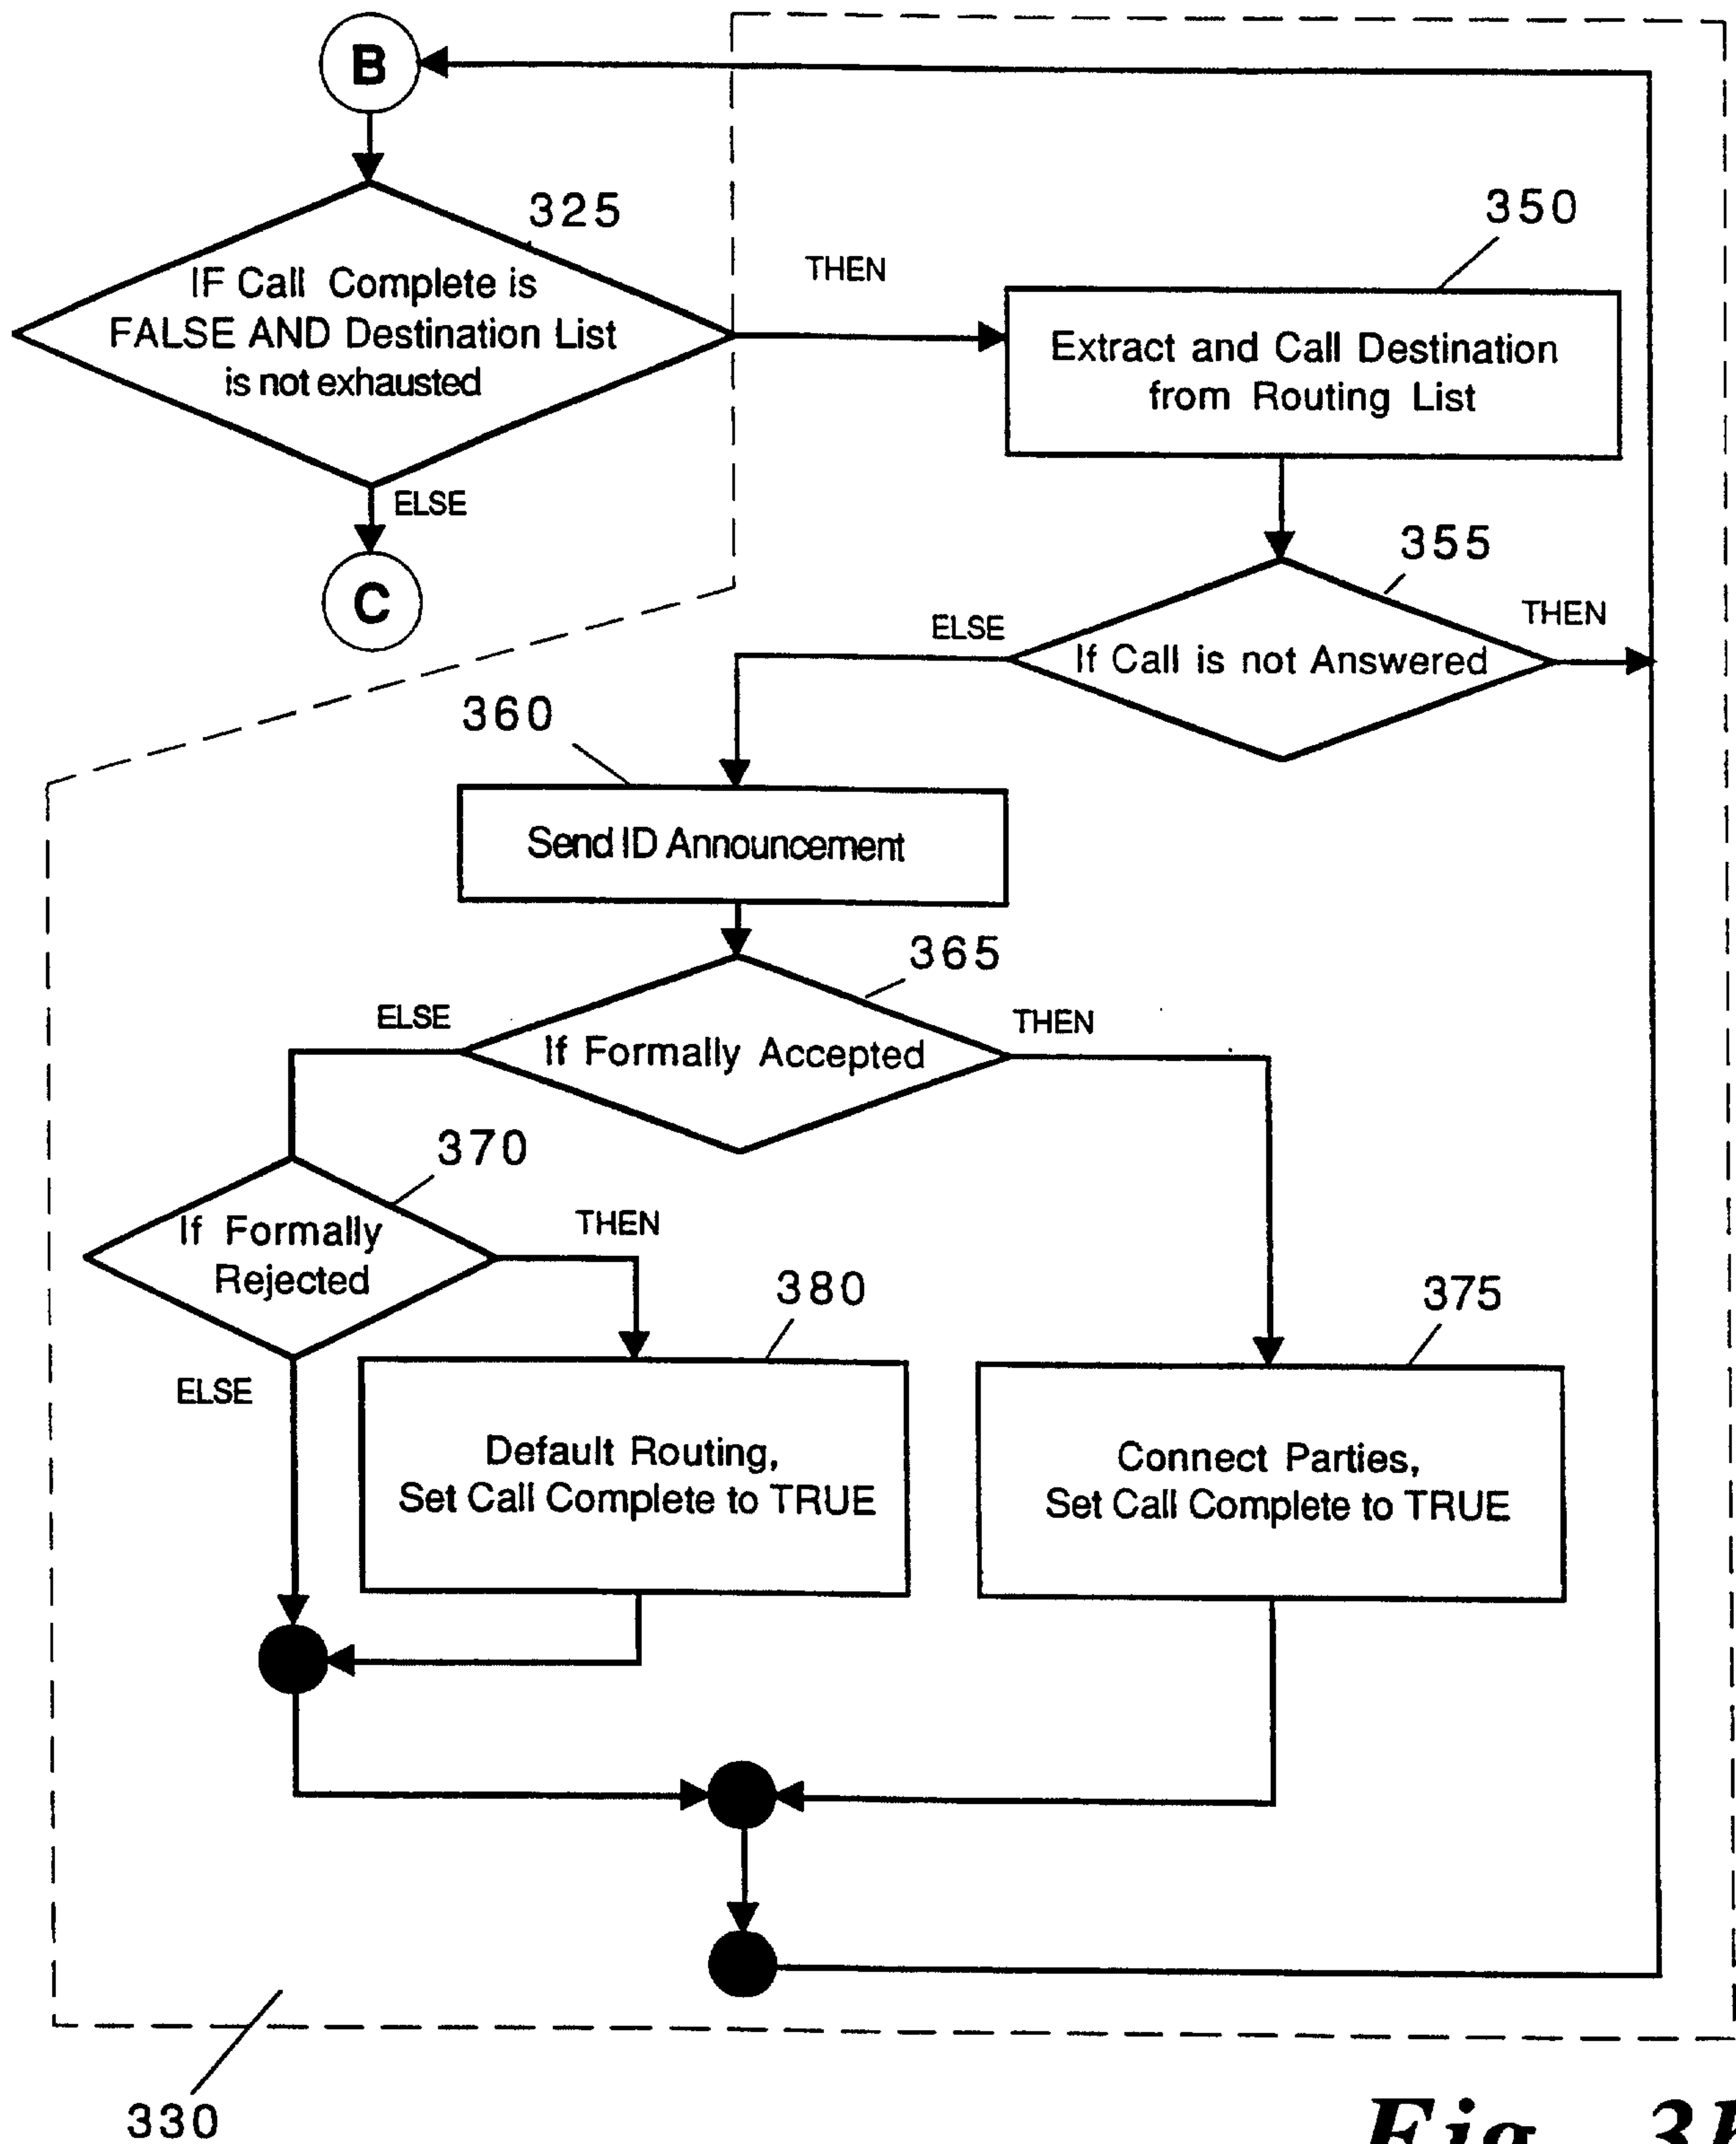 B
325
IF Call Complete is
FALSE AND Destination List
is not exhausted
THEN
350
Extract and Call Destination
from Routing List
ELSE
C
355
If Call is not Answered
THEN
ELSE
360
Send ID Announcement
365
If Formally Accepted
ELSE
THEN
370
If Formally
Rejected
THEN
ELSE
380
Default Routing,
Set Call Complete to TRUE
375
Connect Parties,
Set Call Complete to TRUE
330
Fig. 3